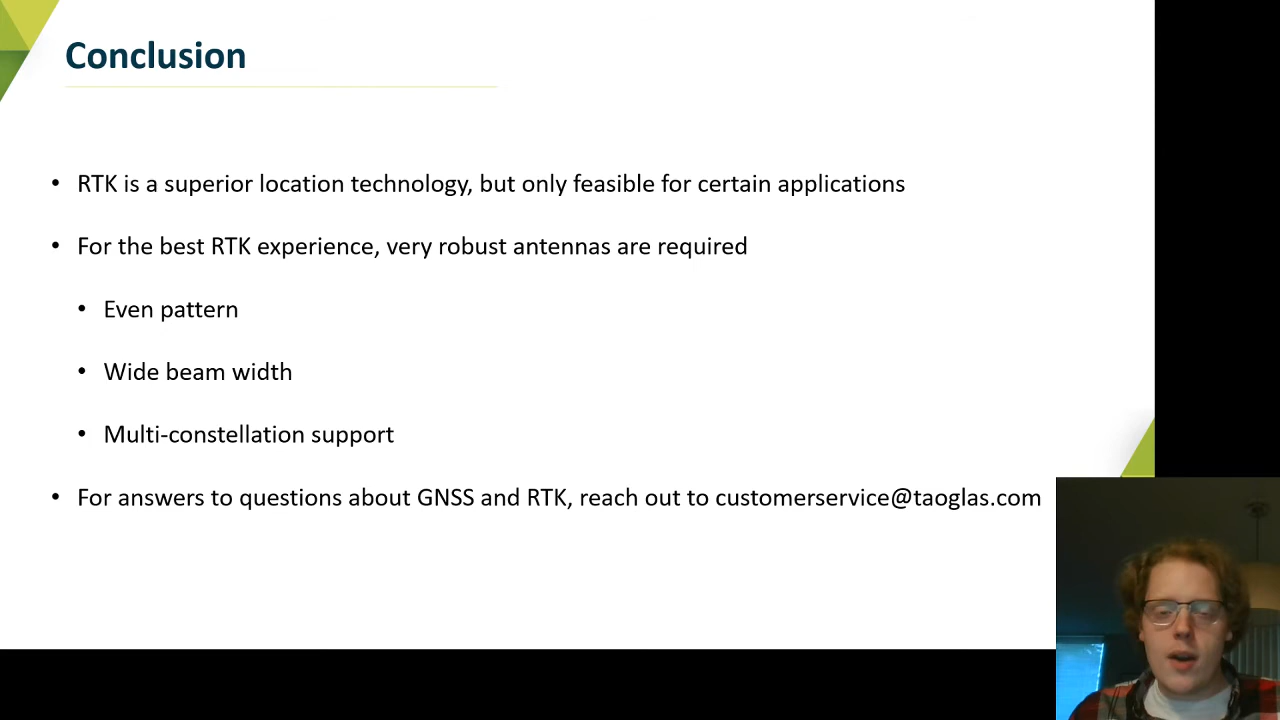 Conclusion
• RTK is a superior location technology, but only feasible for certain applications
• For the best RTK experience, very robust antennas are required
• Even pattern
• Wide beam width
• Multi-constellation support
• For answers to questions about GNSS and RTK, reach out to customerservice@taoglas.com